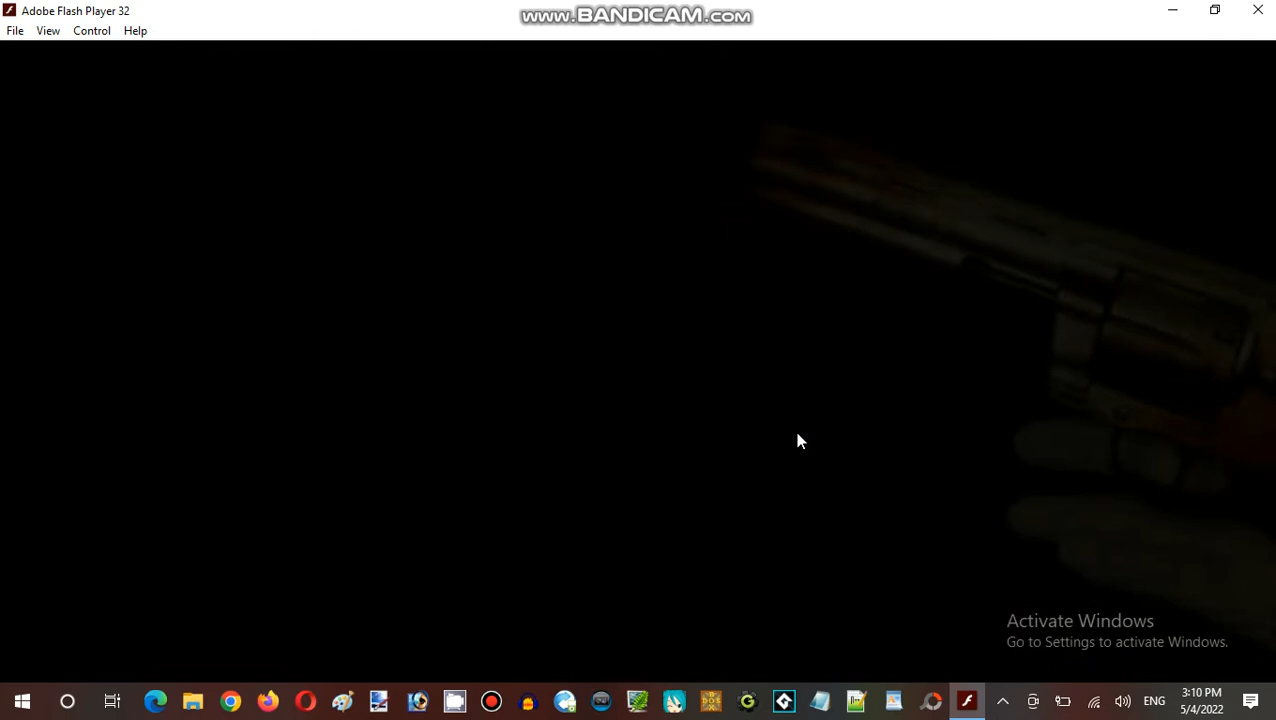 Adobe Flash Player 32
www.BANDICAM.com
File View Control Help
Activate Windows
Go to Settings to activate Windows.
ENG
3:10 PM
5/4/2022